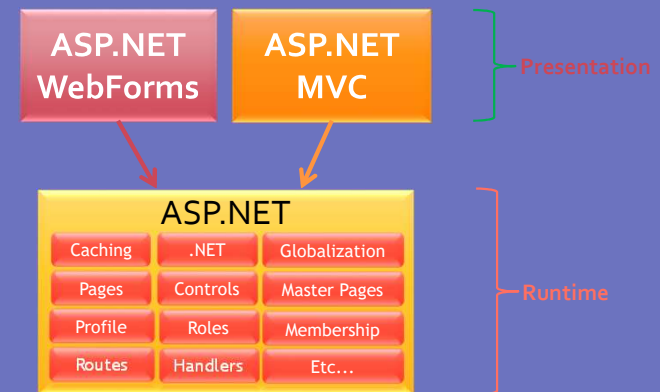 ASP.NET
WebForms
ASP.NET
MVC
Presentation
ASP.NET
Caching
.NET
Globalization
Pages
Controls
Master Pages
Profile
Roles
Membership
Routes
Handlers
Etc...
Runtime